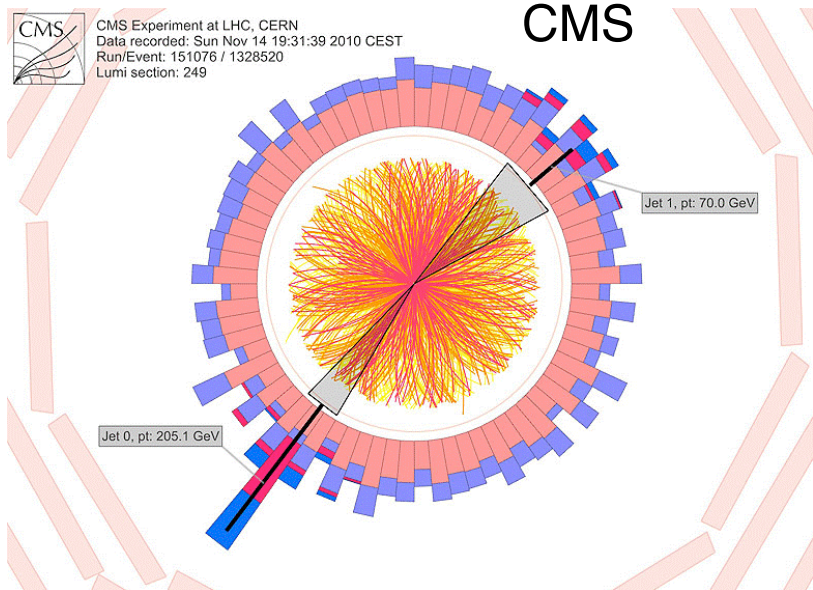 CMS
CMS Experiment at LHC, CERN
Data recorded: Sun Nov 14 19:31:39 2010 CEST
Run/Event: 151076 / 1328520
Lumi section: 249
CMS
Jet 1, pt: 70.0 GeV
Jet 0, pt: 205.1 GeV